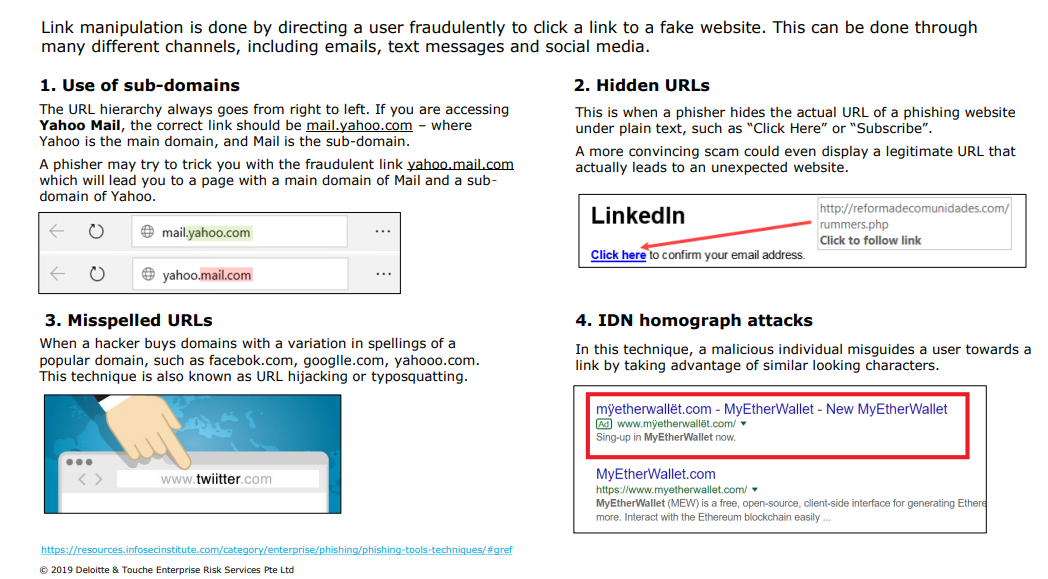 Link manipulation is done by directing a user fraudulently to click a link to a fake website. This can be done through
many different channels, including emails, text messages and social media.
1. Use of sub-domains
The URL hierarchy always goes from right to left. If you are accessing
Yahoo Mail, the correct link should be mail.yahoo.com – where
Yahoo is the main domain, and Mail is the sub-domain.
A phisher may try to trick you with the fraudulent link yahoo.mail.com
which will lead you to a page with a main domain of Mail and a sub-
domain of Yahoo.
mail.yahoo.com
yahoo.mail.com
2. Hidden URLs
This is when a phisher hides the actual URL of a phishing website
under plain text, such as “Click Here” or “Subscribe”.
A more convincing scam could even display a legitimate URL that
actually leads to an unexpected website.
LinkedIn
http://reformadecomunidades.com/
rummers.php
Click to follow link
Click here to confirm your email address.
3. Misspelled URLs
When a hacker buys domains with a variation in spellings of a
popular domain, such as facebok.com, googlle.com, yahooo.com.
This technique is also known as URL hijacking or typosquatting.
www.twiitter.com
4. IDN homograph attacks
In this technique, a malicious individual misguides a user towards a
link by taking advantage of similar looking characters.
mÿetherwallët.com - MyEtherWallet - New MyEtherWallet
Ad www.mÿetherwallët.com/
Sing-up in MyEtherWallet now.
MyEtherWallet.com
https://www.myetherwallet.com/
MyEtherWallet (MEW) is a free, open-source, client-side interface for generating Ethere
more. Interact with the Ethereum blockchain easily ...
https://resources.infosecinstitute.com/category/enterprise/phishing/phishing-tools-techniques/#gref
© 2019 Deloitte & Touche Enterprise Risk Services Pte Ltd